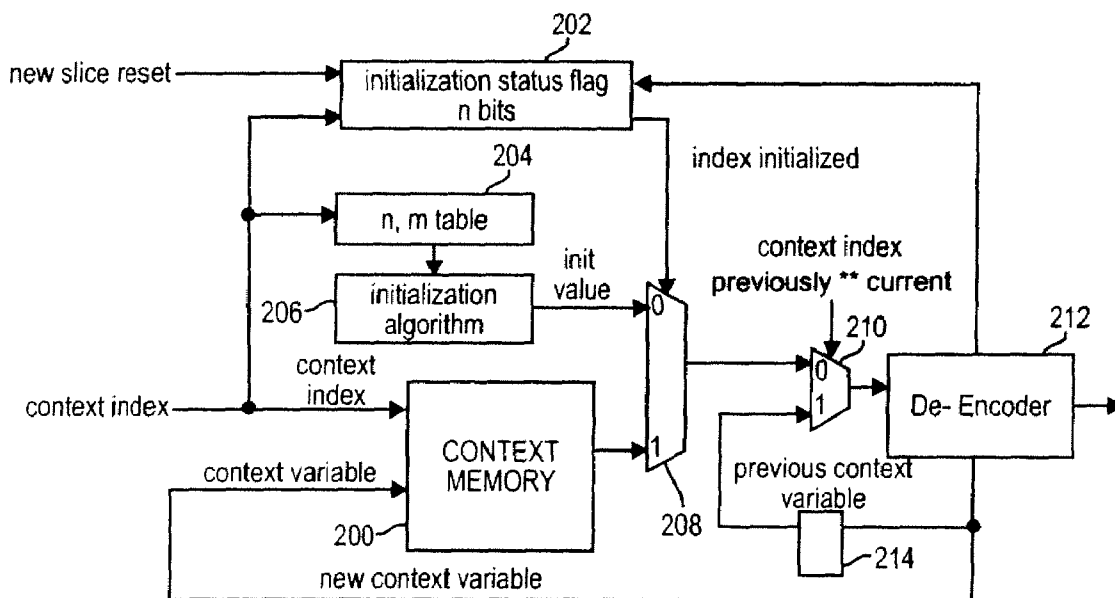 202
new slice reset
initialization status flag
n bits
index initialized
204
n, m table
206
initialization
algorithm
init
value
0
1
208
context index
previously ** current
210
0
1
212
De- Encoder
context index
context
index
CONTEXT
MEMORY
200
context variable
new context variable
previous context
variable
214